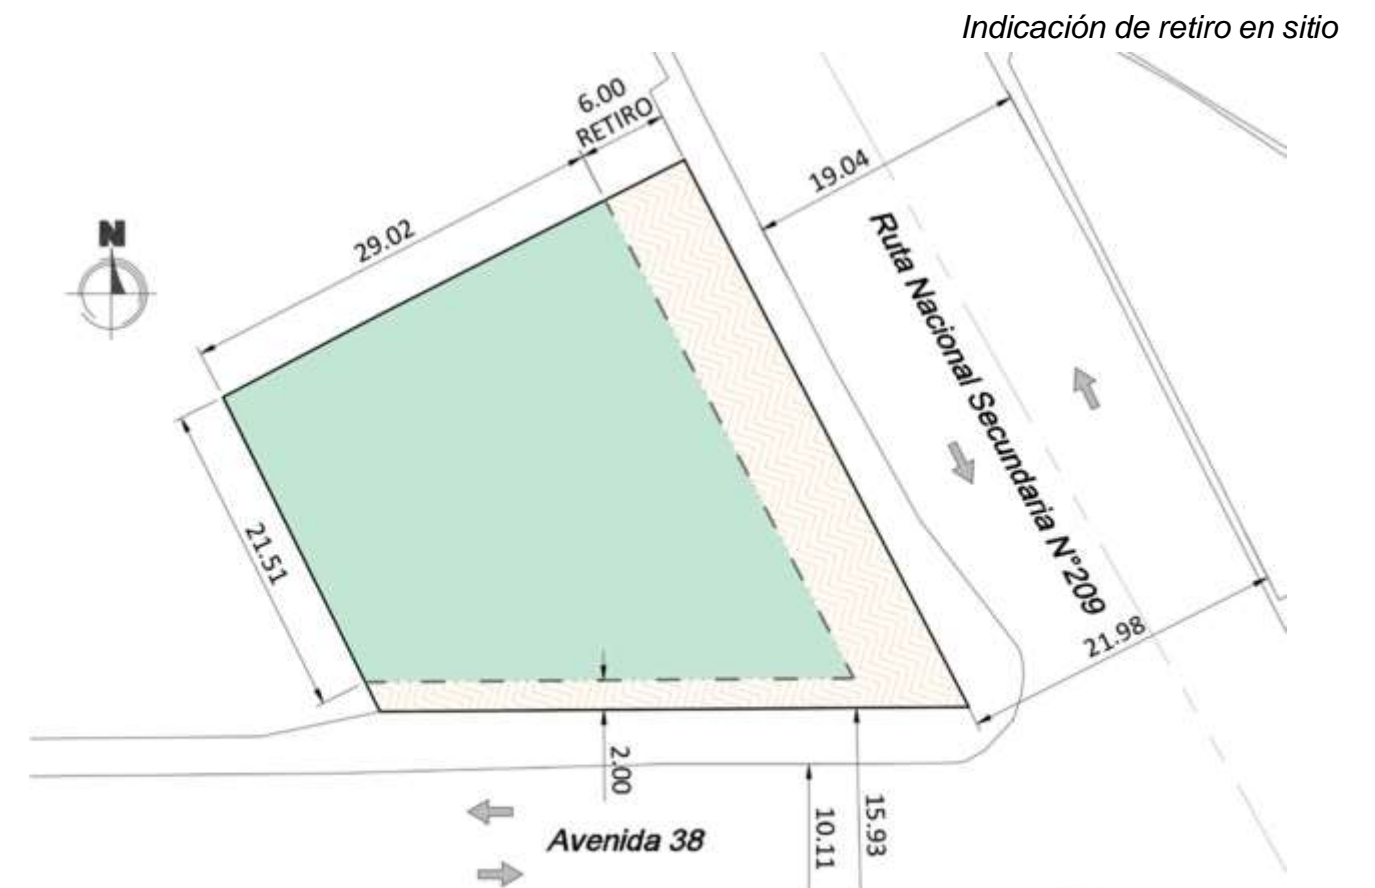 Indicación de retiro en sitio
6.00
RETIRO
19.04
29.02
N
Ruta Nacional Secundaria N°209
21.51
21.98
2.00
15.93
10.11
Avenida 38